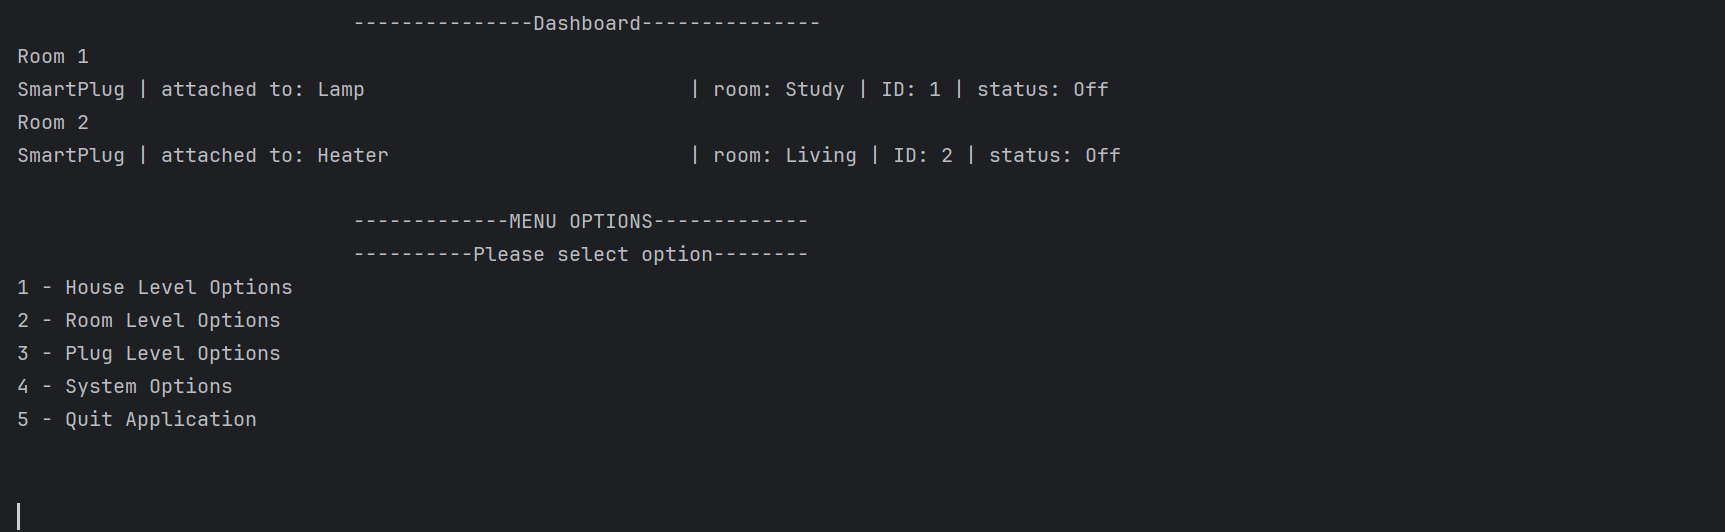 ---------------Dashboard---------------
Room 1
SmartPlug | attached to: Lamp                           | room: Study | ID: 1 | status: Off
Room 2
SmartPlug | attached to: Heater                         | room: Living | ID: 2 | status: Off
-------------MENU OPTIONS-------------
----------Please select option--------
1 - House Level Options
2 - Room Level Options
3 - Plug Level Options
4 - System Options
5 - Quit Application